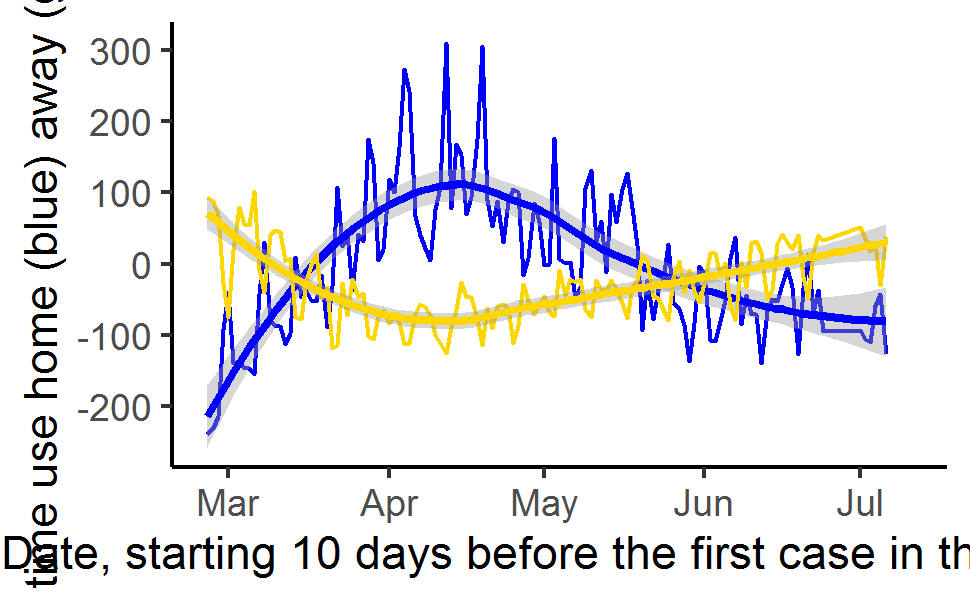 time use home (blue) away (
300
200
100
0
-100
-200
Mar Apr May Jun Jul
Date, starting 10 days before the first case in th